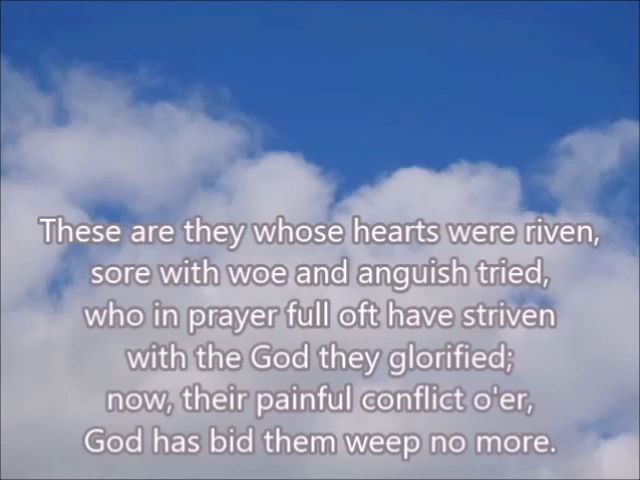 These are they whose hearts were riven,
sore with woe and anguish tried,
who in prayer full oft have striven
with the God they glorified;
now, their painful conflict o'er,
God has bid them weep no more.